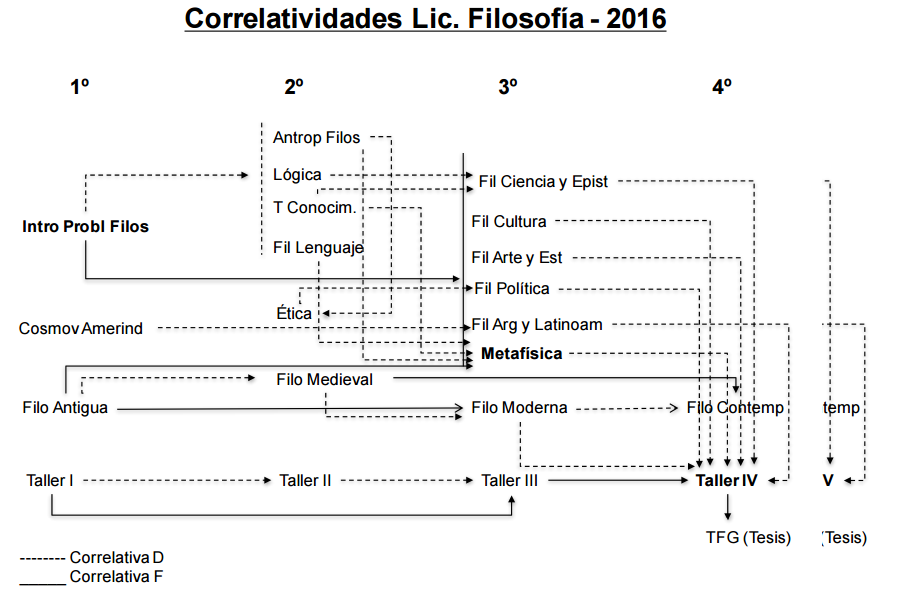 Correlatividades Lic. Filosofía - 2016
1º 2º 3º 4º
Antrop Filos
Lógica
Fil Ciencia y Epist
T Conocim.
Fil Cultura
Intro Probl Filos
Fil Lenguaje
Fil Arte y Est
Fil Política
Ética
Cosmov Amerind
Fil Arg y Latinoam
Metafísica
Filo Medieval
Filo Antigua
Filo Moderna
Filo Contemp
temp
Taller I
Taller II
Taller III
Taller IV
V
TFG (Tesis)
(Tesis)
-------- Correlativa D
______ Correlativa F